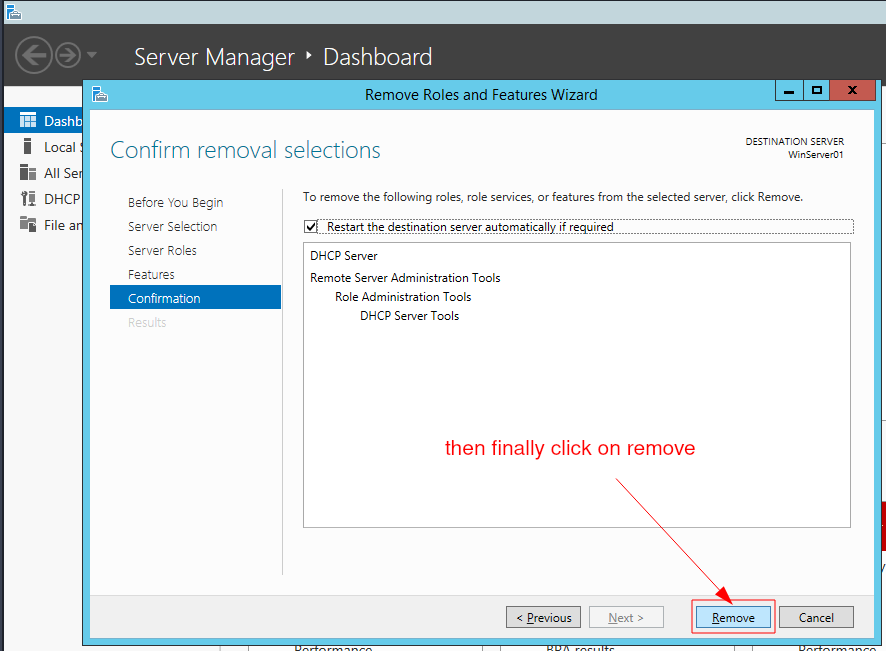 Server Manager ‣ Dashboard
Remove Roles and Features Wizard
Dashb
Local
All Ser
DHCP
File an
Confirm removal selections
DESTINATION SERVER
WinServer01
Before You Begin
Server Selection
Server Roles
Features
Confirmation
Results
To remove the following roles, role services, or features from the selected server, click Remove.
Restart the destination server automatically if required
DHCP Server
Remote Server Administration Tools
Role Administration Tools
DHCP Server Tools
then finally click on remove
< Previous
Next >
Remove
Cancel
Performance
BPA results
Performance